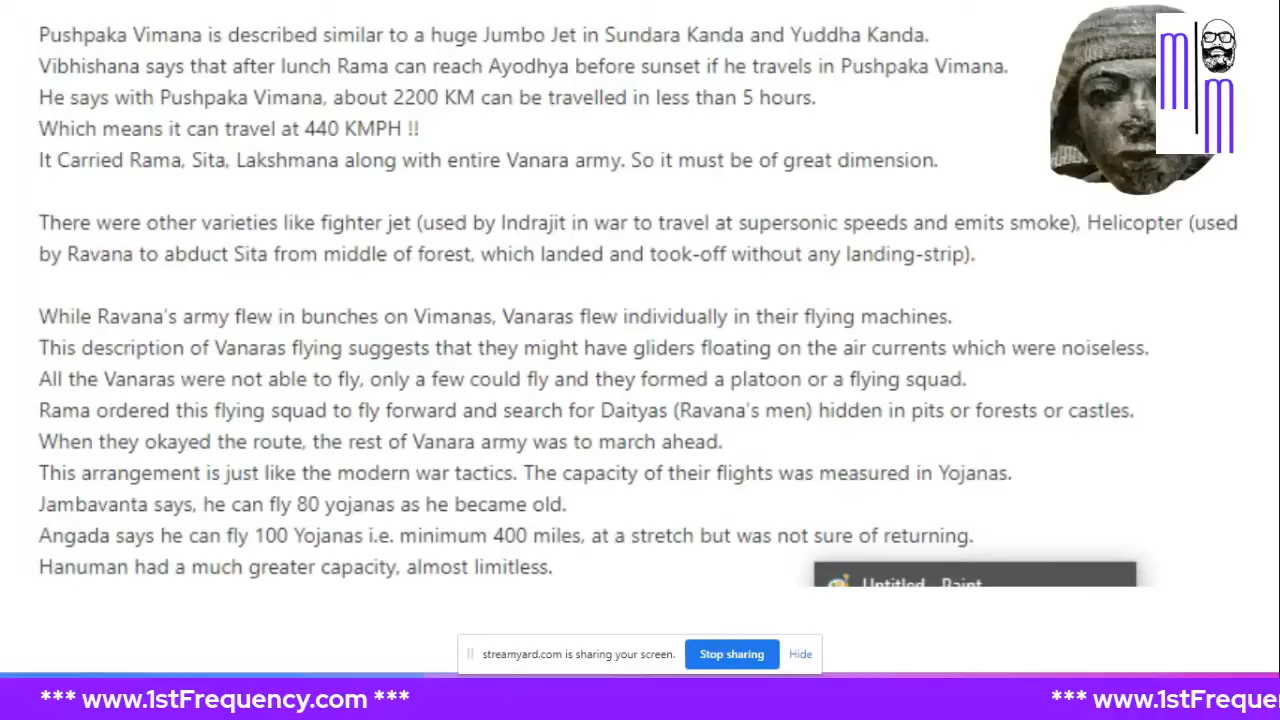 Pushpaka Vimana is described similar to a huge Jumbo Jet in Sundara Kanda and Yuddha Kanda.
Vibhishana says that after lunch Rama can reach Ayodhya before sunset if he travels in Pushpaka Vimana.
He says with Pushpaka Vimana, about 2200 KM can be travelled in less than 5 hours.
Which means it can travel at 440 KMPH !!
It Carried Rama, Sita, Lakshmana along with entire Vanara army. So it must be of great dimension.
There were other varieties like fighter jet (used by Indrajit in war to travel at supersonic speeds and emits smoke), Helicopter (used
by Ravana to abduct Sita from middle of forest, which landed and took-off without any landing-strip).
While Ravana's army flew in bunches on Vimanas, Vanaras flew individually in their flying machines.
This description of Vanaras flying suggests that they might have gliders floating on the air currents which were noiseless.
All the Vanaras were not able to fly, only a few could fly and they formed a platoon or a flying squad.
Rama ordered this flying squad to fly forward and search for Daityas (Ravana's men) hidden in pits or forests or castles.
When they okayed the route, the rest of Vanara army was to march ahead.
This arrangement is just like the modern war tactics. The capacity of their flights was measured in Yojanas.
Jambavanta says, he can fly 80 yojanas as he became old.
Angada says he can fly 100 Yojanas i.e. minimum 400 miles, at a stretch but was not sure of returning.
Hanuman had a much greater capacity, almost limitless.
m m
Untitled - Paint
streamyard.com is sharing your screen. Stop sharing Hide
*** www.1stFrequency.com *** *** www.1stFreque